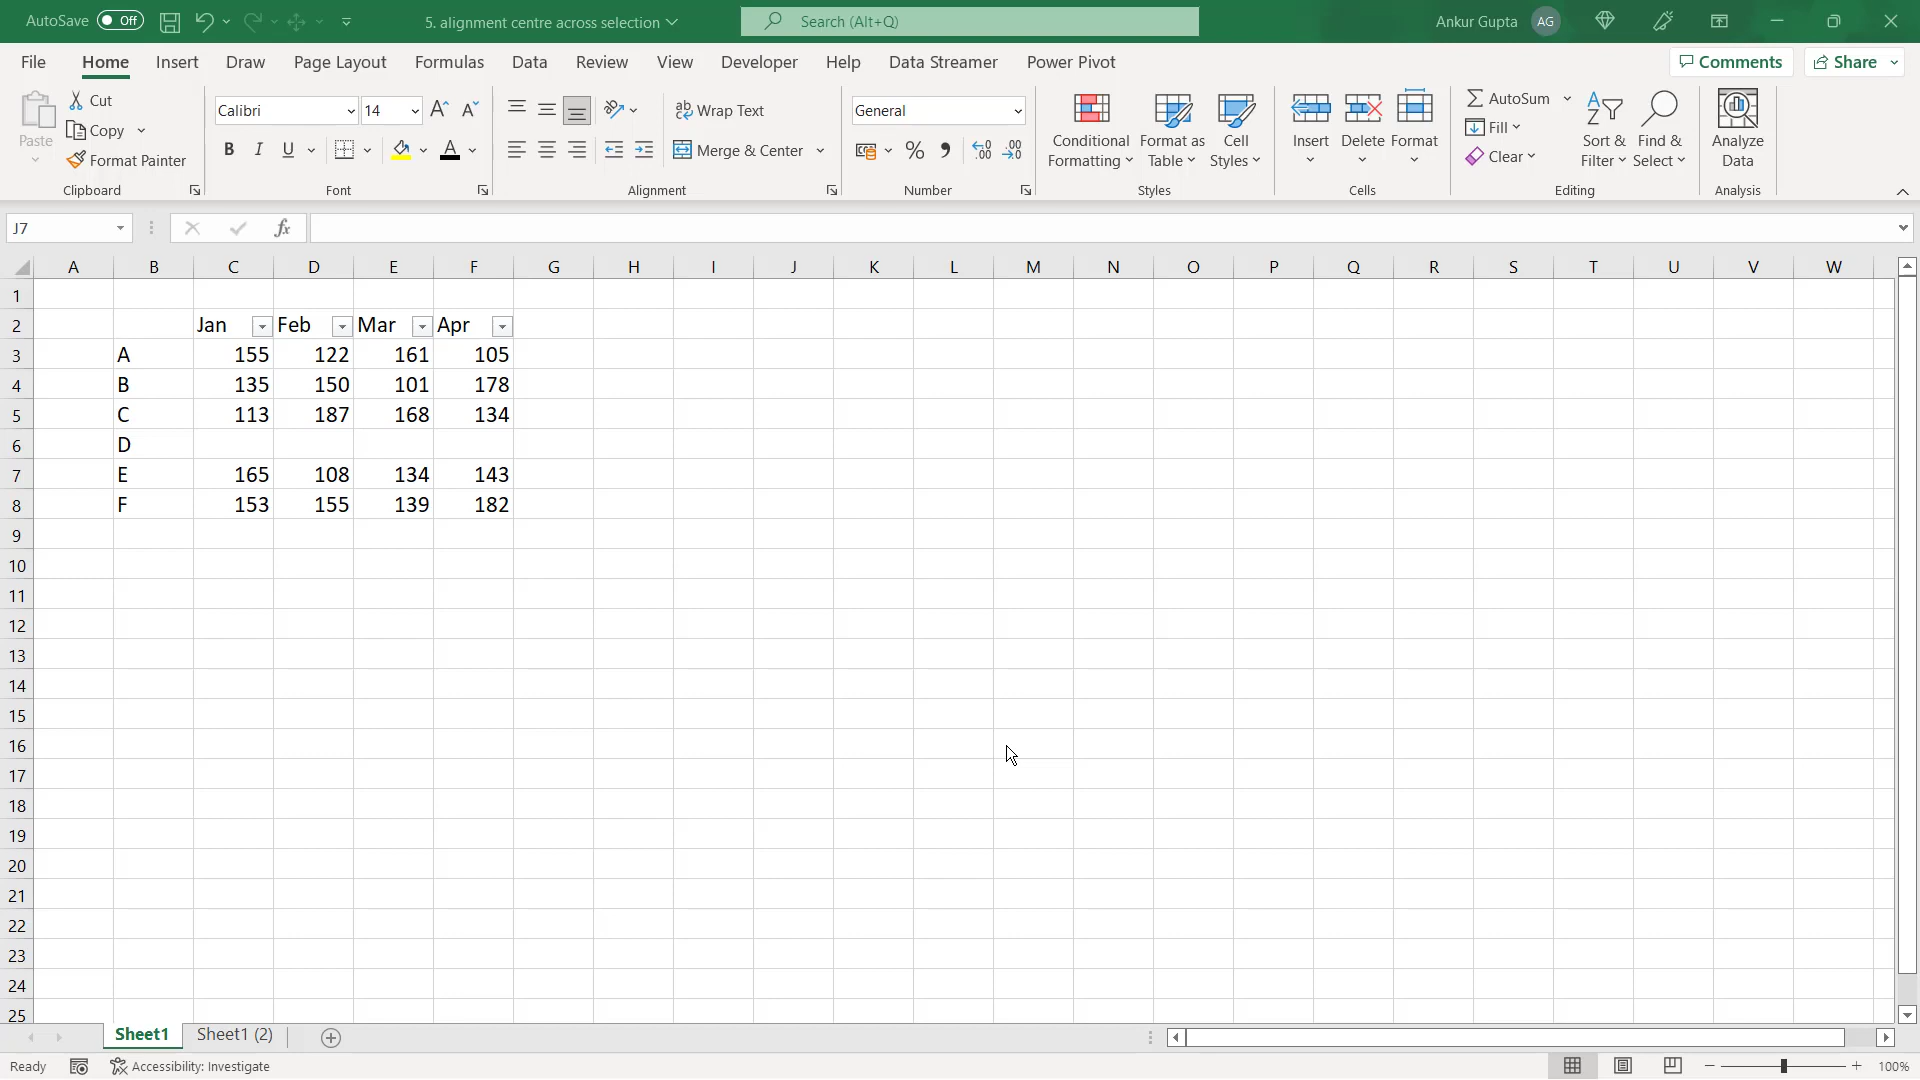 AutoSave Off 5. alignment centre across selection Search (Alt+Q) Ankur Gupta AG
File Home Insert Draw Page Layout Formulas Data Review View Developer Help Data Streamer Power Pivot Comments Share
Paste Cut Copy Format Painter Clipboard
Calibri 14 B I U A Font
ab Wrap Text Merge & Center Alignment
General % , .00 Number
Conditional Formatting Format as Table Cell Styles Styles
Insert Delete Format Cells
AutoSum Fill Clear Sort & Filter Find & Select Editing
Analyze Data Analysis
J7 fx
A B C D E F G H I J K L M N O P Q R S T U V W
1
2 Jan Feb Mar Apr
3 A 155 122 161 105
4 B 135 150 101 178
5 C 113 187 168 134
6 D
7 E 165 108 134 143
8 F 153 155 139 182
9
10
11
12
13
14
15
16
17
18
19
20
21
22
23
24
25
Sheet1 Sheet1 (2)
Ready Accessibility: Investigate 100%